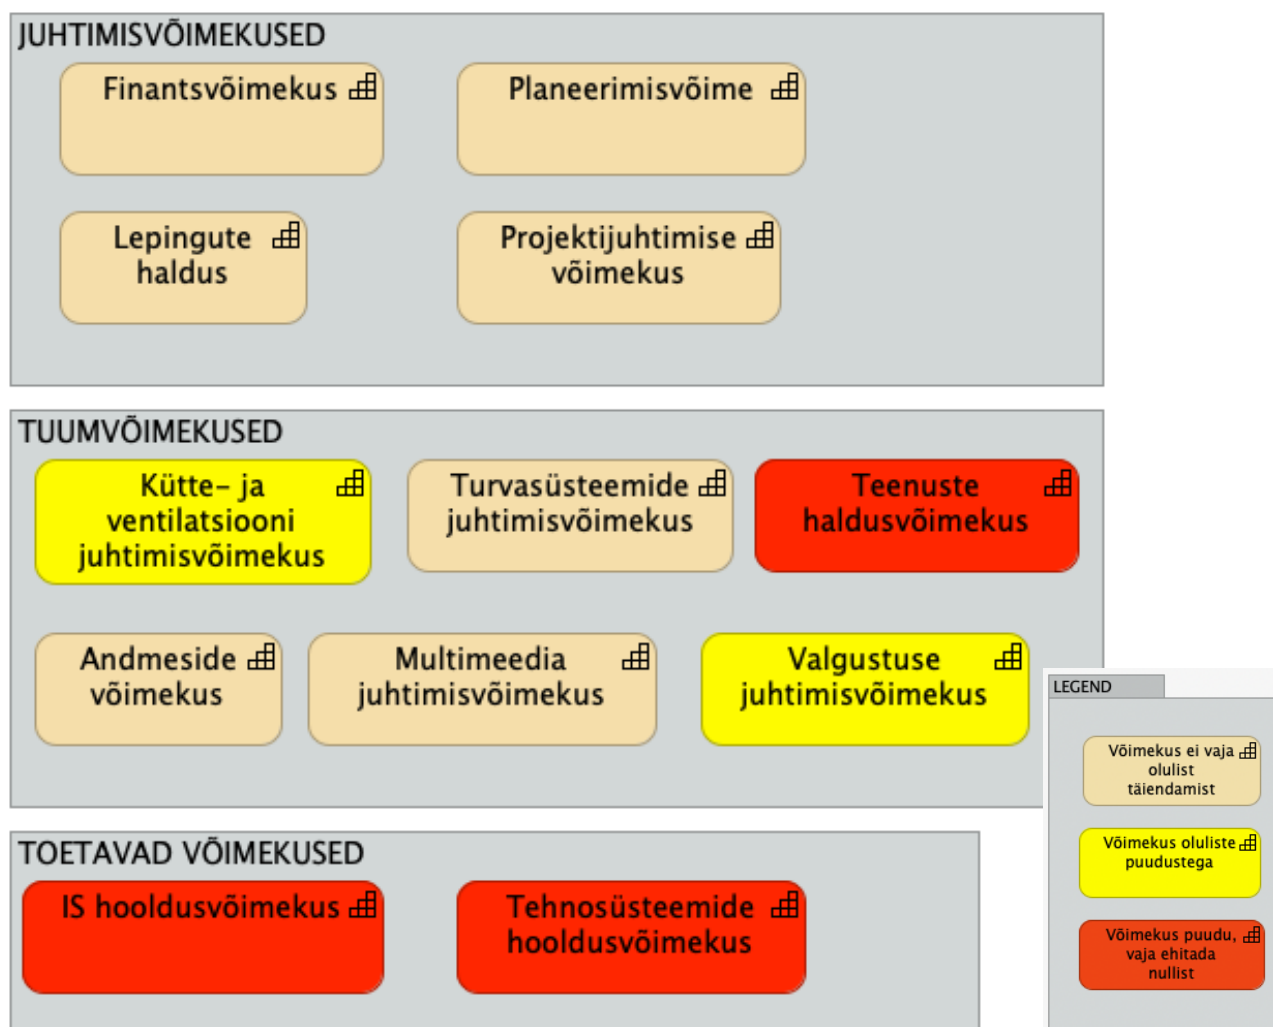 JUHTIMISVÕIMEKUSED
Finantsvõimekus
Planeerimisvõime
Lepingute
haldus
Projektijuhtimise
võimekus
TUUMVÕIMEKUSED
Kütte- ja
ventilatsiooni
juhtimisvõimekus
Turvasüsteemide
juhtimisvõimekus
Teenuste
haldusvõimekus
Andmeside
võimekus
Multimeedia
juhtimisvõimekus
Valgustuse
juhtimisvõimekus
LEGEND
Võimekus ei vaja
olulist
täiendamist
Võimekus oluliste
puudustega
Võimekus puudu,
vaja ehitada
nullist
TOETAVAD VÕIMEKUSED
IS hooldusvõimekus
Tehnosüsteemide
hooldusvõimekus